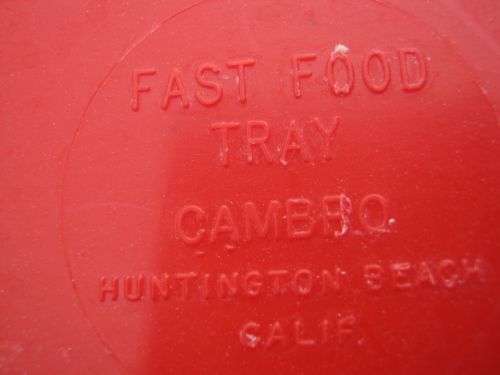 FAST FOOD
TRAY
CAMBRO
HUNTINGTON BEACH
CALIF.